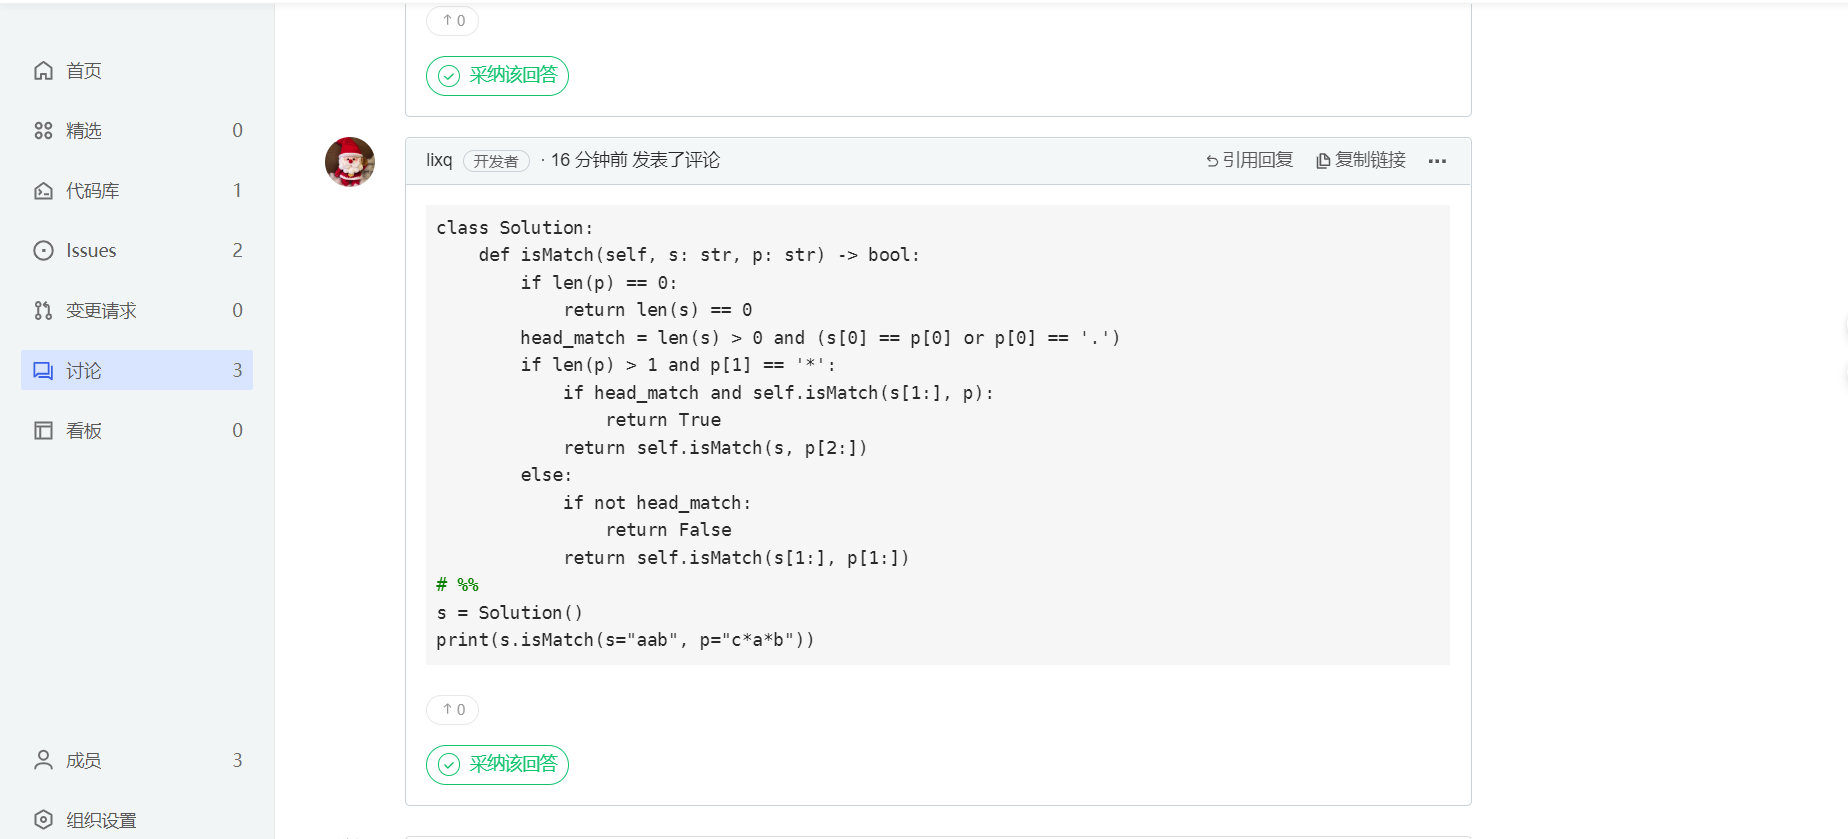 首页
精选 0
代码库 1
Issues 2
变更请求 0
讨论 3
看板 0
成员 3
组织设置
↑ 0
采纳该回答
lixq 开发者 · 16 分钟前 发表了评论 引用回复 复制链接 ···
class Solution:
    def isMatch(self, s: str, p: str) -> bool:
        if len(p) == 0:
            return len(s) == 0
        head_match = len(s) > 0 and (s[0] == p[0] or p[0] == '.')
        if len(p) > 1 and p[1] == '*':
            if head_match and self.isMatch(s[1:], p):
                return True
            return self.isMatch(s, p[2:])
        else:
            if not head_match:
                return False
            return self.isMatch(s[1:], p[1:])
# %%
s = Solution()
print(s.isMatch(s="aab", p="c*a*b"))
↑ 0
采纳该回答